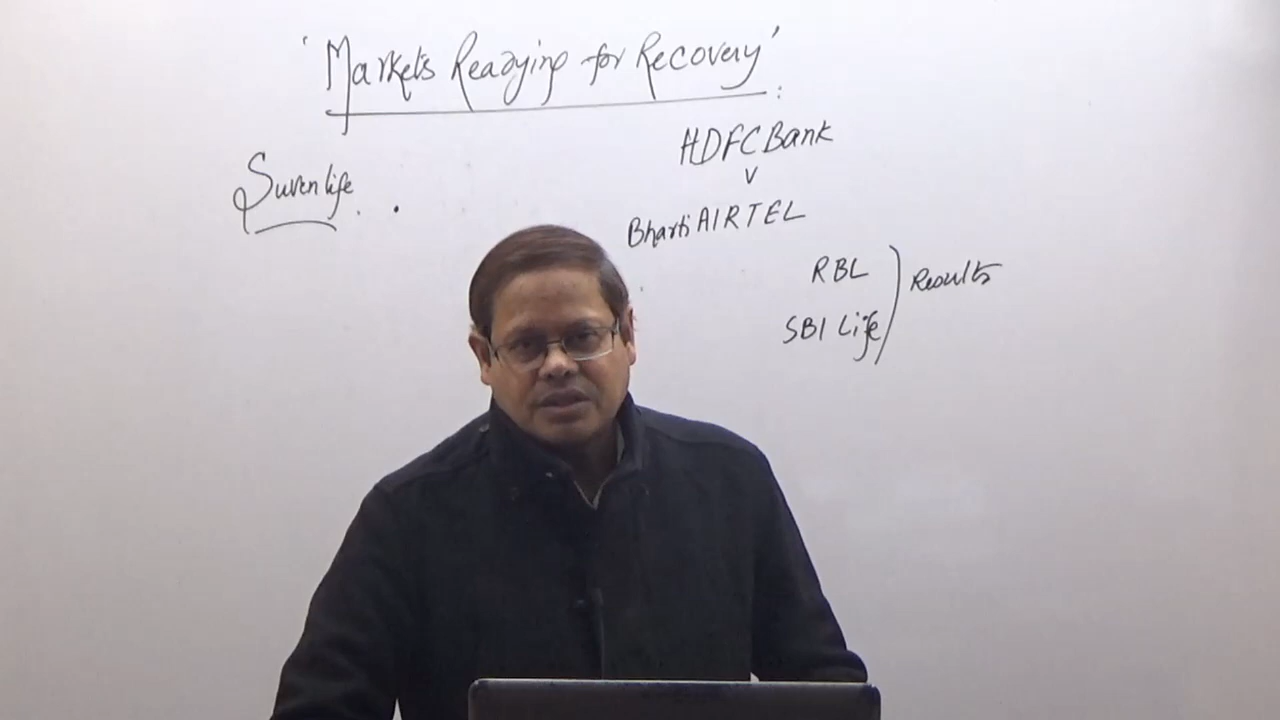 'Markets Readying for Recovery':
Suven life.
HDFC Bank
v
Bharti AIRTEL
RBL
SBI Life
) Results